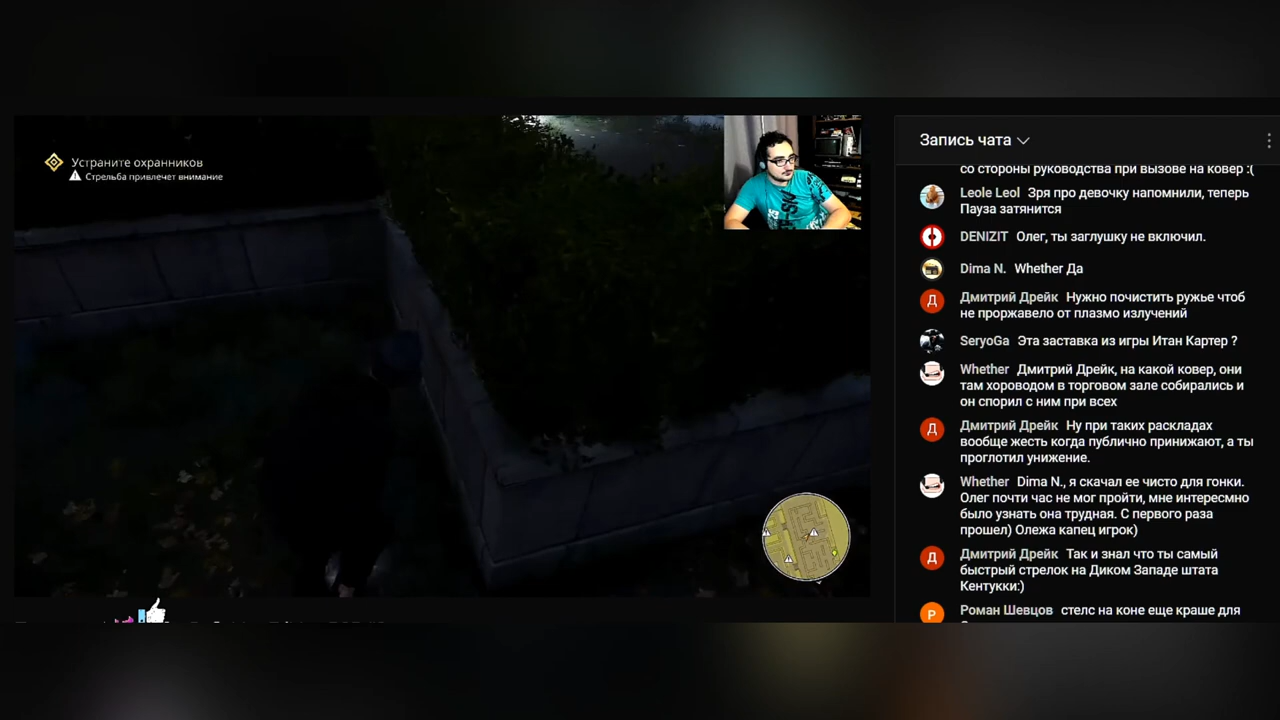 Устраните охранников
Стрельба привлечет внимание
Запись чата
со стороны руководства при вызове на ковер :(
Leole Leol Зря про девочку напомнили, теперь
Пауза затянится
DENIZIT Олег, ты заглушку не включил.
Dima N. Whether Да
Дмитрий Дрейк Нужно почистить ружье чтоб
не проржавело от плазмо излучений
SeryoGa Эта заставка из игры Итан Картер ?
Whether Дмитрий Дрейк, на какой ковер, они
там хороводом в торговом зале собирались и
он спорил с ним при всех
Дмитрий Дрейк Ну при таких раскладах
вообще жесть когда публично принижают, а ты
проглотил унижение.
Whether Dima N., я скачал ее чисто для гонки.
Олег почти час не мог пройти, мне интересмно
было узнать она трудная. С первого раза
прошел) Олежа капец игрок)
Дмитрий Дрейк Так и знал что ты самый
быстрый стрелок на Диком Западе штата
Кентукки:)
Роман Шевцов стелс на коне еще краше для